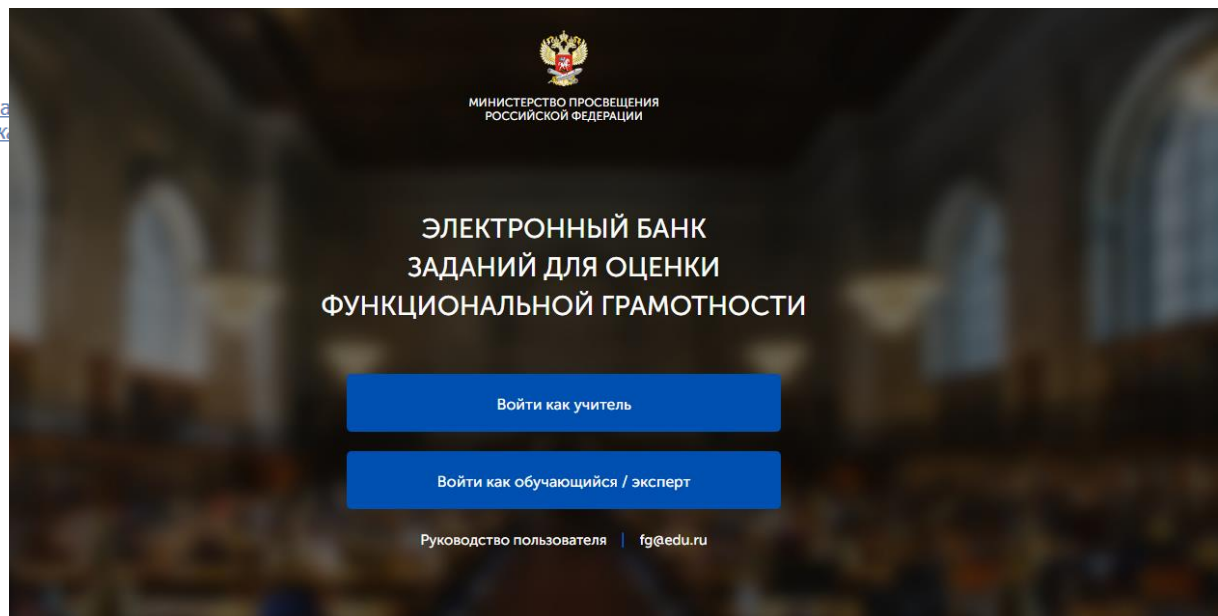 МИНИСТЕРСТВО ПРОСВЕЩЕНИЯ
РОССИЙСКОЙ ФЕДЕРАЦИИ
ЭЛЕКТРОННЫЙ БАНК
ЗАДАНИЙ ДЛЯ ОЦЕНКИ
ФУНКЦИОНАЛЬНОЙ ГРАМОТНОСТИ
Войти как учитель
Войти как обучающийся / эксперт
Руководство пользователя | fg@edu.ru